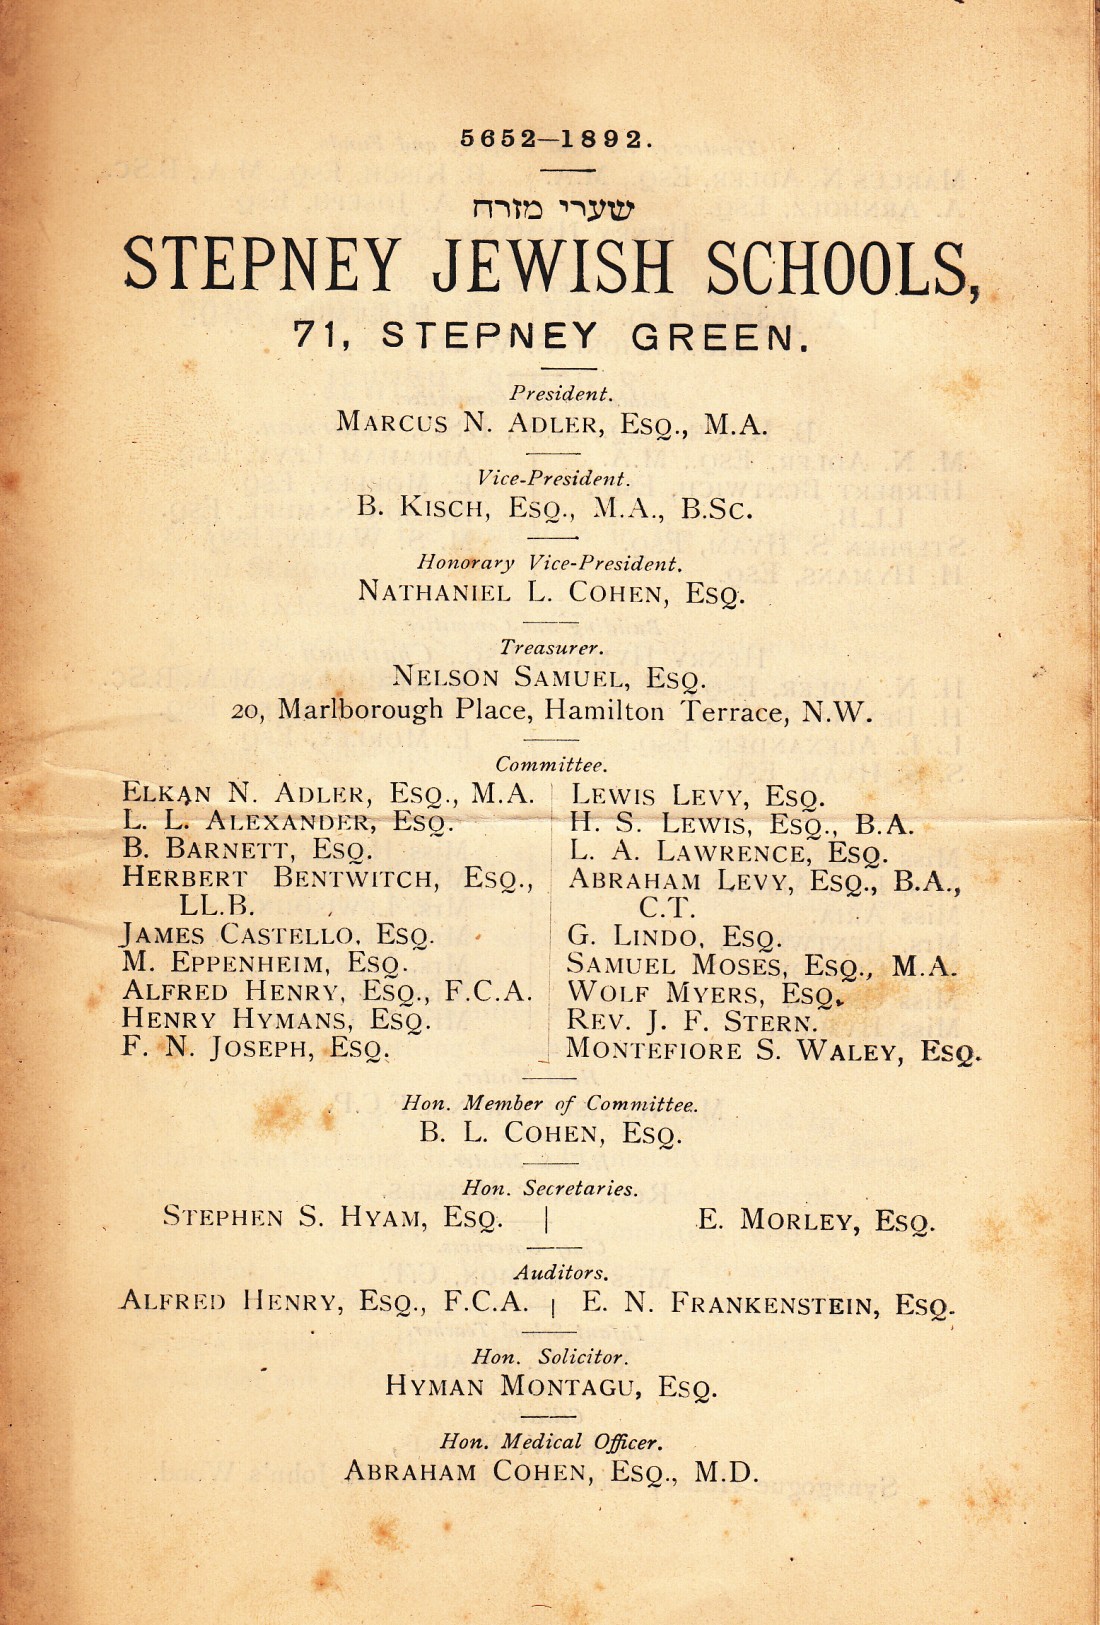 5652—1892.
שערי מזרח
STEPNEY JEWISH SCHOOLS,
71, STEPNEY GREEN.
President.
MARCUS N. ADLER, ESQ., M.A.
Vice-President.
B. KISCH, ESQ., M.A., B.SC.
Honorary Vice-President.
NATHANIEL L. COHEN, ESQ.
Treasurer.
NELSON SAMUEL, ESQ.
20, Marlborough Place, Hamilton Terrace, N.W.
Committee.
ELKAN N. ADLER, ESQ., M.A.
L. L. ALEXANDER, ESQ.
B. BARNETT, ESQ.
HERBERT BENTWITCH, ESQ.,
LL.B.
JAMES CASTELLO, ESQ.
M. EPPENHEIM, ESQ.
ALFRED HENRY, ESQ., F.C.A.
HENRY HYMANS, ESQ.
F. N. JOSEPH, ESQ.
LEWIS LEVY, ESQ.
H. S. LEWIS, ESQ., B.A.
L. A. LAWRENCE, ESQ.
ABRAHAM LEVY, ESQ., B.A.,
C.T.
G. LINDO, ESQ.
SAMUEL MOSES, ESQ., M.A.
WOLF MYERS, ESQ.
REV. J. F. STERN.
MONTEFIORE S. WALEY, ESQ.
Hon. Member of Committee.
B. L. COHEN, ESQ.
Hon. Secretaries.
STEPHEN S. HYAM, ESQ. | E. MORLEY, ESQ.
Auditors.
ALFRED HENRY, ESQ., F.C.A. | E. N. FRANKENSTEIN, ESQ.
Hon. Solicitor.
HYMAN MONTAGU, ESQ.
Hon. Medical Officer.
ABRAHAM COHEN, ESQ., M.D.